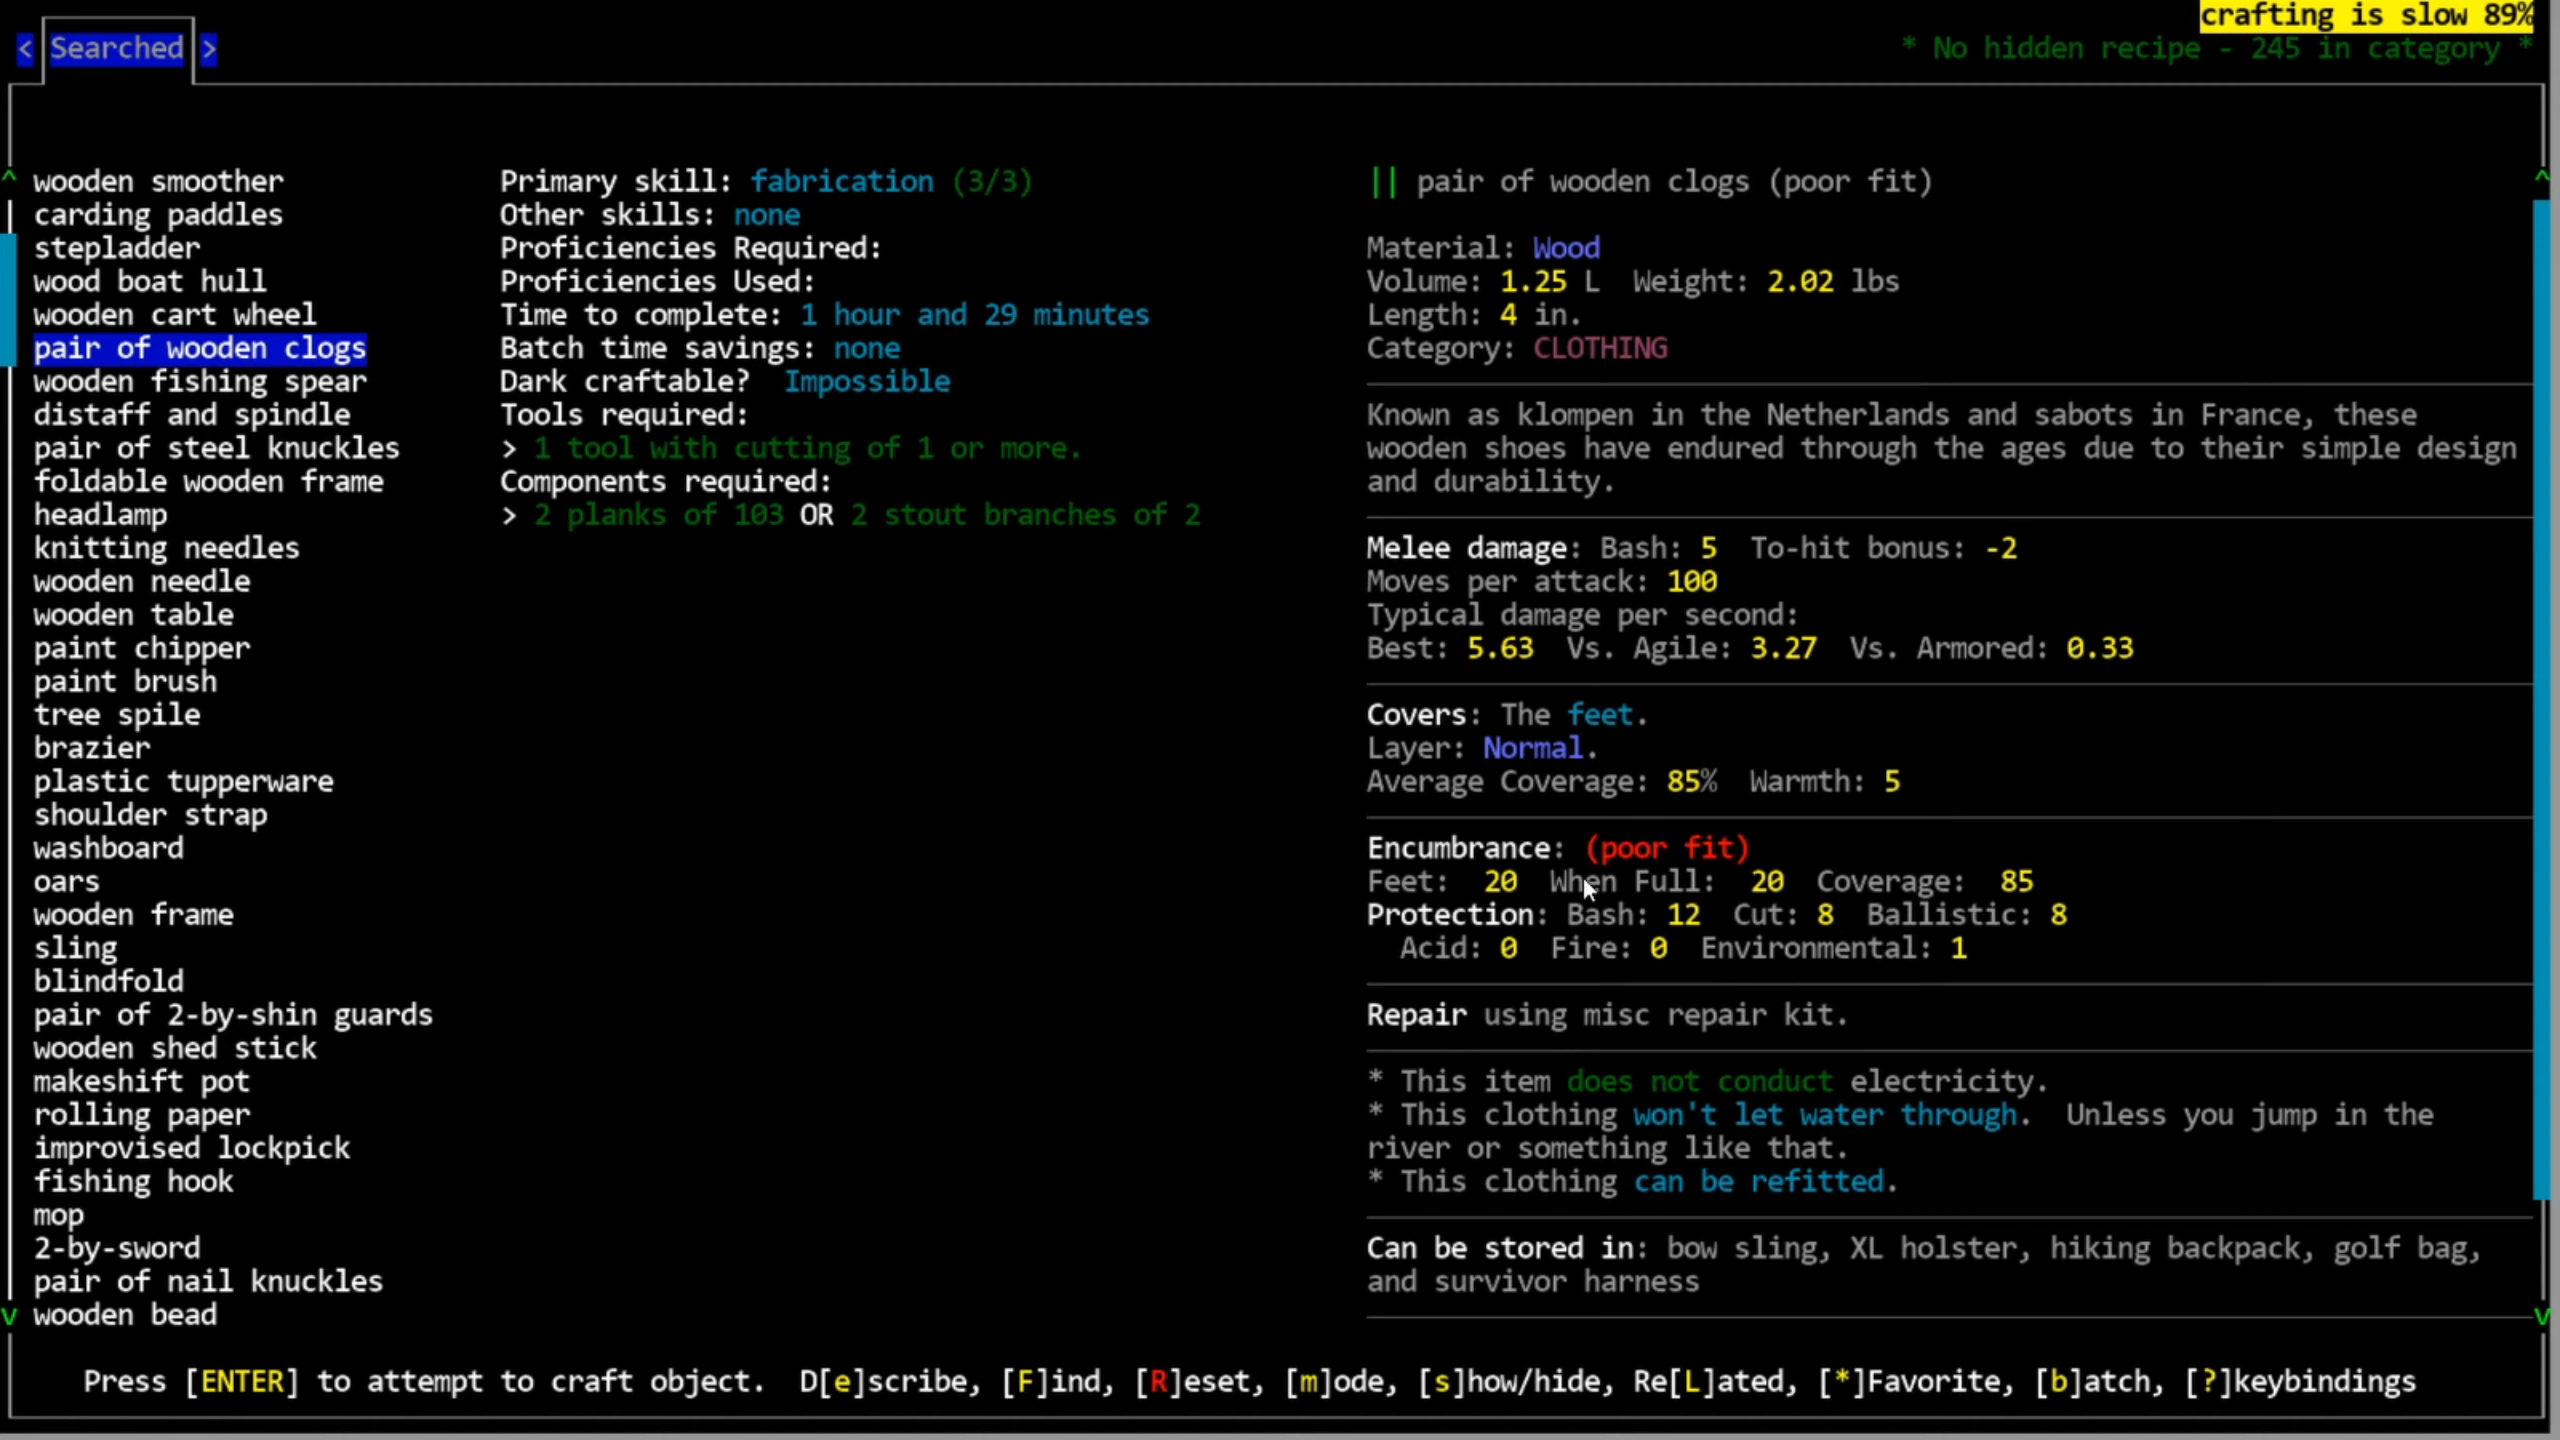 crafting is slow 89%
< Searched >
* No hidden recipe - 245 in category *
^ wooden smoother
carding paddles
stepladder
wood boat hull
wooden cart wheel
pair of wooden clogs
wooden fishing spear
distaff and spindle
pair of steel knuckles
foldable wooden frame
headlamp
knitting needles
wooden needle
wooden table
paint chipper
paint brush
tree spile
brazier
plastic tupperware
shoulder strap
washboard
oars
wooden frame
sling
blindfold
pair of 2-by-shin guards
wooden shed stick
makeshift pot
rolling paper
improvised lockpick
fishing hook
mop
2-by-sword
pair of nail knuckles
v wooden bead
Primary skill: fabrication (3/3)
Other skills: none
Proficiencies Required:
Proficiencies Used:
Time to complete: 1 hour and 29 minutes
Batch time savings: none
Dark craftable? Impossible
Tools required:
> 1 tool with cutting of 1 or more.
Components required:
> 2 planks of 103 OR 2 stout branches of 2
|| pair of wooden clogs (poor fit)
Material: Wood
Volume: 1.25 L Weight: 2.02 lbs
Length: 4 in.
Category: CLOTHING
Known as klompen in the Netherlands and sabots in France, these
wooden shoes have endured through the ages due to their simple design
and durability.
Melee damage: Bash: 5 To-hit bonus: -2
Moves per attack: 100
Typical damage per second:
Best: 5.63 Vs. Agile: 3.27 Vs. Armored: 0.33
Covers: The feet.
Layer: Normal.
Average Coverage: 85% Warmth: 5
Encumbrance: (poor fit)
Feet: 20 When Full: 20 Coverage: 85
Protection: Bash: 12 Cut: 8 Ballistic: 8
Acid: 0 Fire: 0 Environmental: 1
Repair using misc repair kit.
* This item does not conduct electricity.
* This clothing won't let water through. Unless you jump in the
river or something like that.
* This clothing can be refitted.
Can be stored in: bow sling, XL holster, hiking backpack, golf bag,
and survivor harness
Press [ENTER] to attempt to craft object. D[e]scribe, [F]ind, [R]eset, [m]ode, [s]how/hide, Re[L]ated, [*]Favorite, [b]atch, [?]keybindings